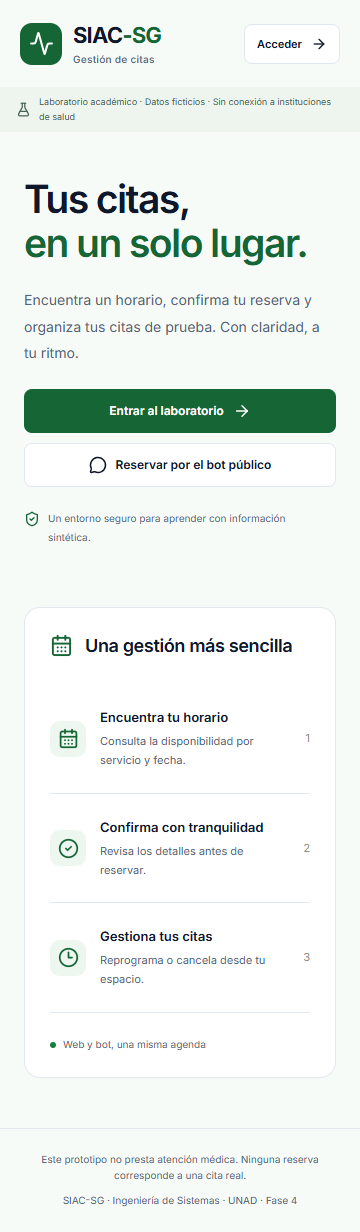 SIAC-SG
Gestión de citas
Acceder
Laboratorio académico · Datos ficticios · Sin conexión a instituciones
de salud
Tus citas,
en un solo lugar.
Encuentra un horario, confirma tu reserva y
organiza tus citas de prueba. Con claridad, a
tu ritmo.
Entrar al laboratorio
Reservar por el bot público
Un entorno seguro para aprender con información
sintética.
Una gestión más sencilla
Encuentra tu horario
Consulta la disponibilidad por
servicio y fecha.
1
Confirma con tranquilidad
Revisa los detalles antes de
reservar.
2
Gestiona tus citas
Reprograma o cancela desde tu
espacio.
3
Web y bot, una misma agenda
Este prototipo no presta atención médica. Ninguna reserva
corresponde a una cita real.
SIAC-SG · Ingeniería de Sistemas · UNAD · Fase 4